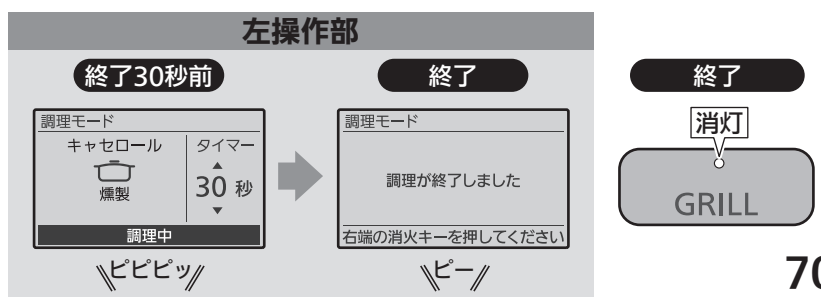 左操作部
終了30秒前
調理モード
キャセロール
燻製
タイマー
30 秒
調理中
ピピピッ
終了
調理モード
調理が終了しました
右端の消火キーを押してください
ピー
終了
消灯
GRILL
70